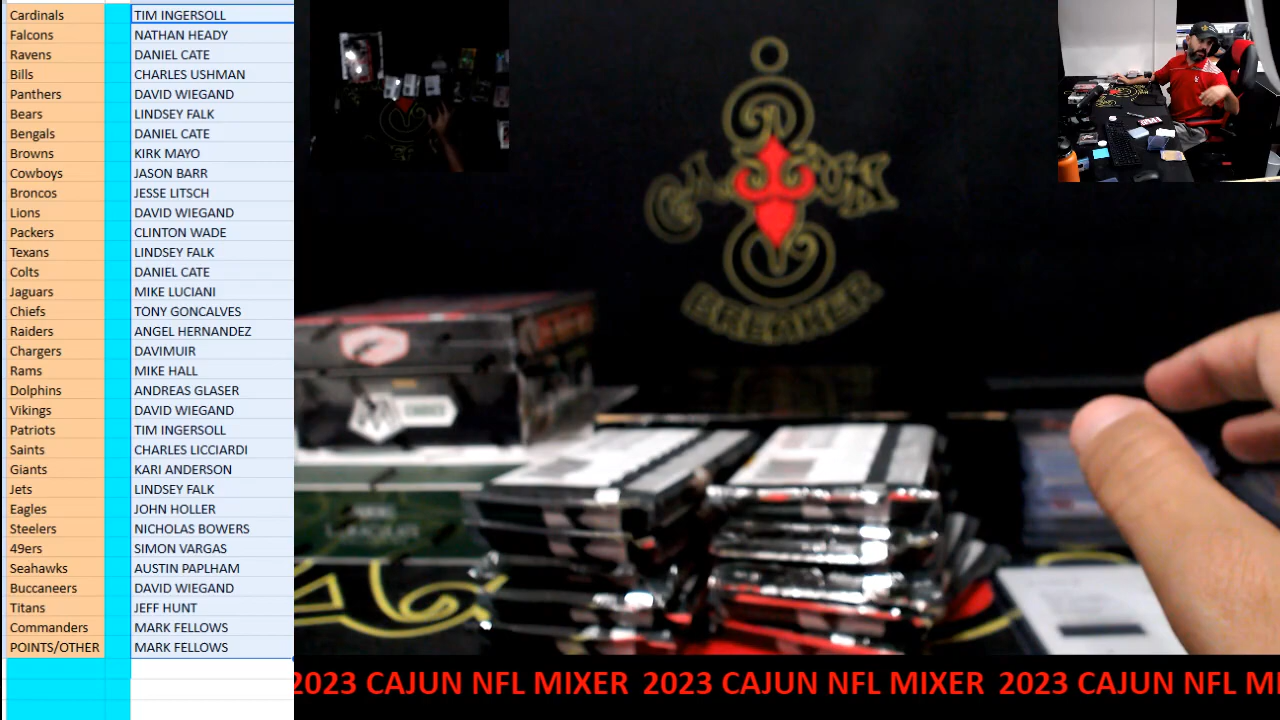 Cardinals TIM INGERSOLL
Falcons NATHAN HEADY
Ravens DANIEL CATE
Bills CHARLES USHMAN
Panthers DAVID WIEGAND
Bears LINDSEY FALK
Bengals DANIEL CATE
Browns KIRK MAYO
Cowboys JASON BARR
Broncos JESSE LITSCH
Lions DAVID WIEGAND
Packers CLINTON WADE
Texans LINDSEY FALK
Colts DANIEL CATE
Jaguars MIKE LUCIANI
Chiefs TONY GONCALVES
Raiders ANGEL HERNANDEZ
Chargers DAVIMUIR
Rams MIKE HALL
Dolphins ANDREAS GLASER
Vikings DAVID WIEGAND
Patriots TIM INGERSOLL
Saints CHARLES LICCIARDI
Giants KARI ANDERSON
Jets LINDSEY FALK
Eagles JOHN HOLLER
Steelers NICHOLAS BOWERS
49ers SIMON VARGAS
Seahawks AUSTIN PAPLHAM
Buccaneers DAVID WIEGAND
Titans JEFF HUNT
Commanders MARK FELLOWS
POINTS/OTHER MARK FELLOWS
CAJUN
BREAKER
2023 CAJUN NFL MIXER 2023 CAJUN NFL MIXER 2023 CAJUN NFL MI